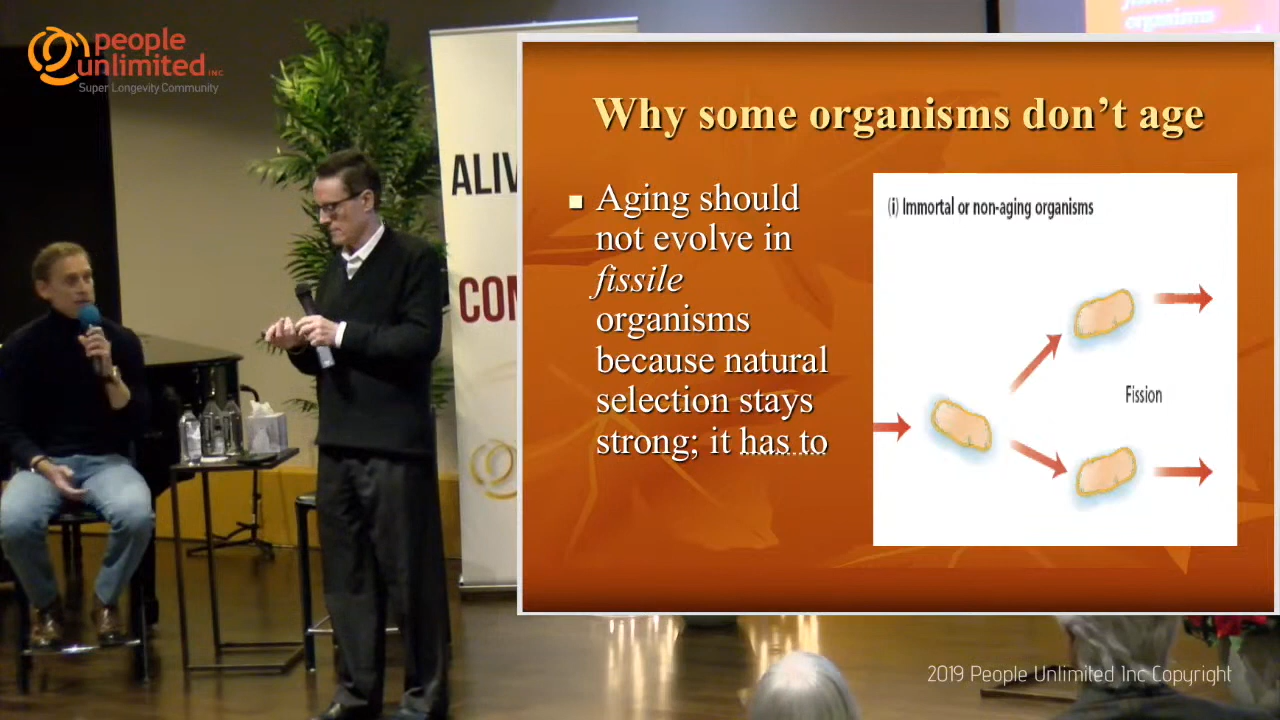 people
unlimited INC
Super Longevity Community
ALIV
COM
organisms
Why some organisms don't age
Aging should
not evolve in
fissile
organisms
because natural
selection stays
strong; it has to
(i) Immortal or non-aging organisms
Fission
2019 People Unlimited Inc Copyright